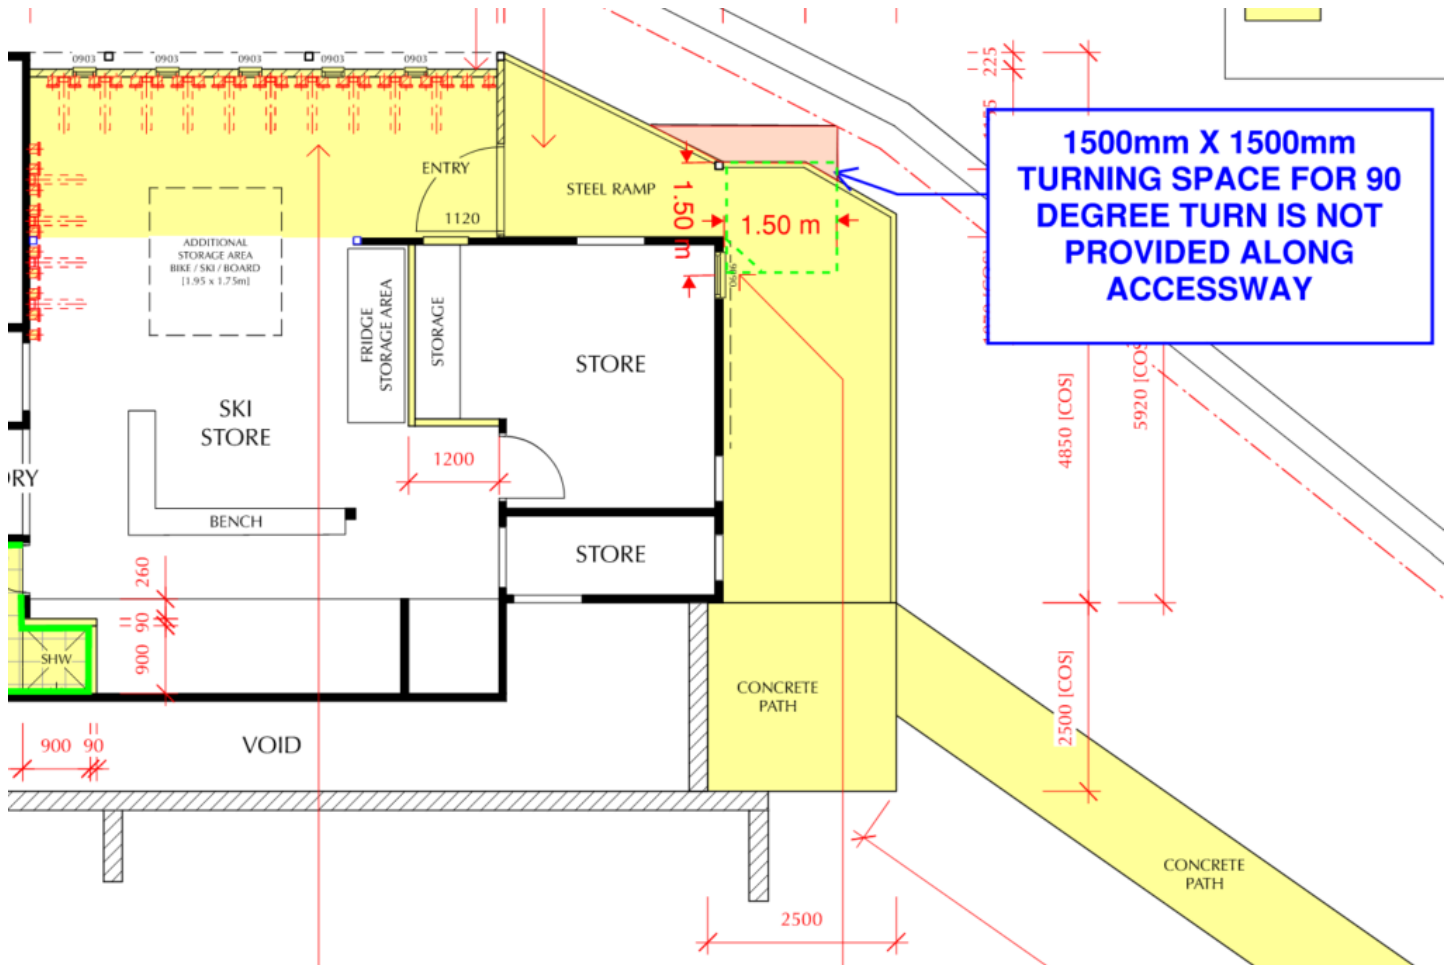 0903
0903
0903
0903
0903
225
1500mm X 1500mm
TURNING SPACE FOR 90
DEGREE TURN IS NOT
PROVIDED ALONG
ACCESSWAY
ENTRY
STEEL RAMP
1.50 m
1.50 m
1120
ADDITIONAL
STORAGE AREA
BIKE / SKI / BOARD
[1.95 x 1.75m]
FRIDGE
STORAGE AREA
STORAGE
STORE
0606
SKI
STORE
4850 [COS]
5920 [COS]
1200
RY
BENCH
STORE
260
90
900
SHW
CONCRETE
PATH
2500 [COS]
900 90
VOID
CONCRETE
PATH
2500